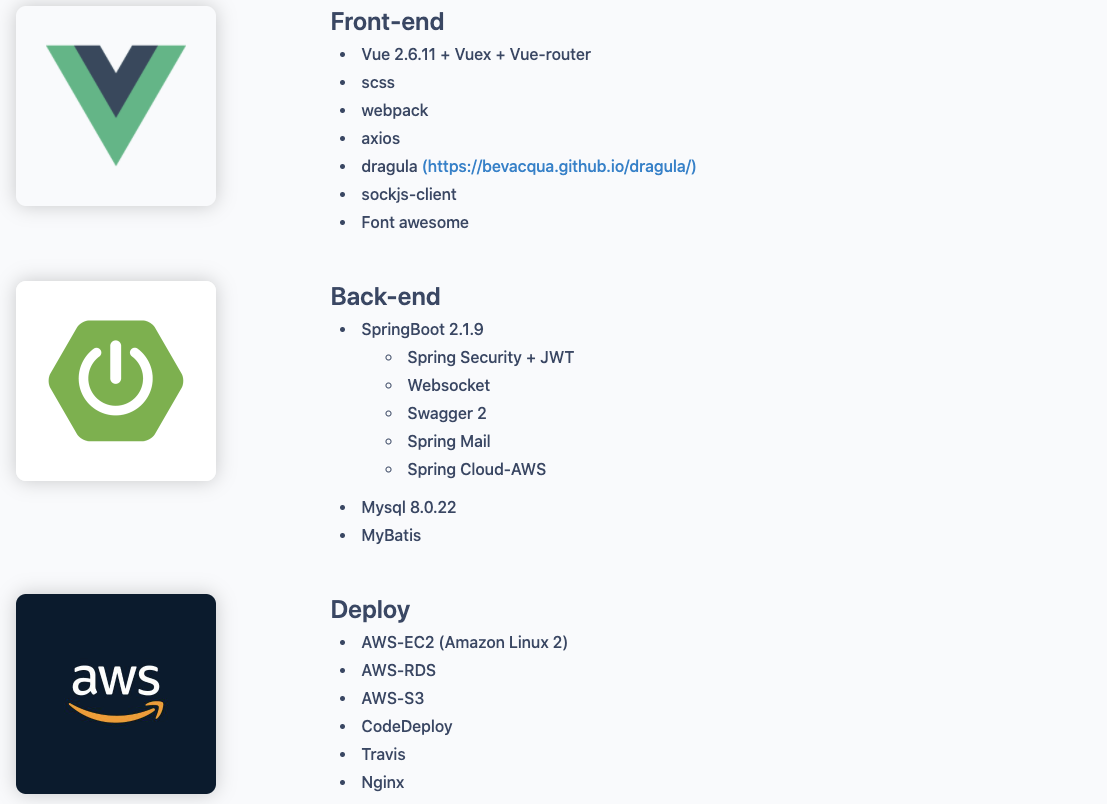 Front-end
Vue 2.6.11 + Vuex + Vue-router
scss
webpack
axios
dragula (https://bevacqua.github.io/dragula/)
sockjs-client
Font awesome
Back-end
SpringBoot 2.1.9
Spring Security + JWT
Websocket
Swagger 2
Spring Mail
Spring Cloud-AWS
Mysql 8.0.22
MyBatis
aws
Deploy
AWS-EC2 (Amazon Linux 2)
AWS-RDS
AWS-S3
CodeDeploy
Travis
Nginx